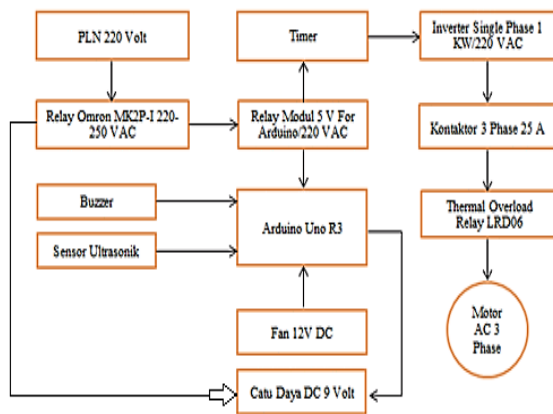 PLN 220 Volt
Timer
Inverter Single Phase 1
KW/220 VAC
Relay Omron MK2P-I 220-
250 VAC
Relay Modul 5 V For
Arduino/220 VAC
Kontaktor 3 Phase 25 A
Buzzer
Arduino Uno R3
Thermal Overload
Relay LRD06
Sensor Ultrasonik
Fan 12V DC
Motor
AC 3
Phase
Catu Daya DC 9 Volt